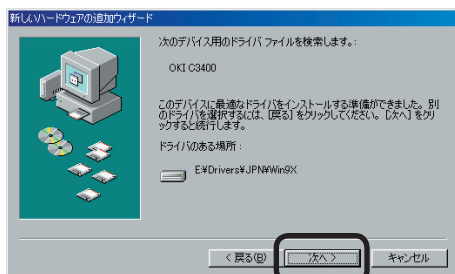 新しいハードウェアの追加ウィザード
次のデバイス用のドライバ ファイルを検索します。:
OKI C3400
このデバイスに最適なドライバをインストールする準備ができました。別
のドライバを選択するには、[戻る] をクリックしてください。[次へ] をクリ
ックすると続行します。
ドライバのある場所 :
E¥Drivers¥JPN¥Win9X
< 戻る(B)
次へ >
キャンセル